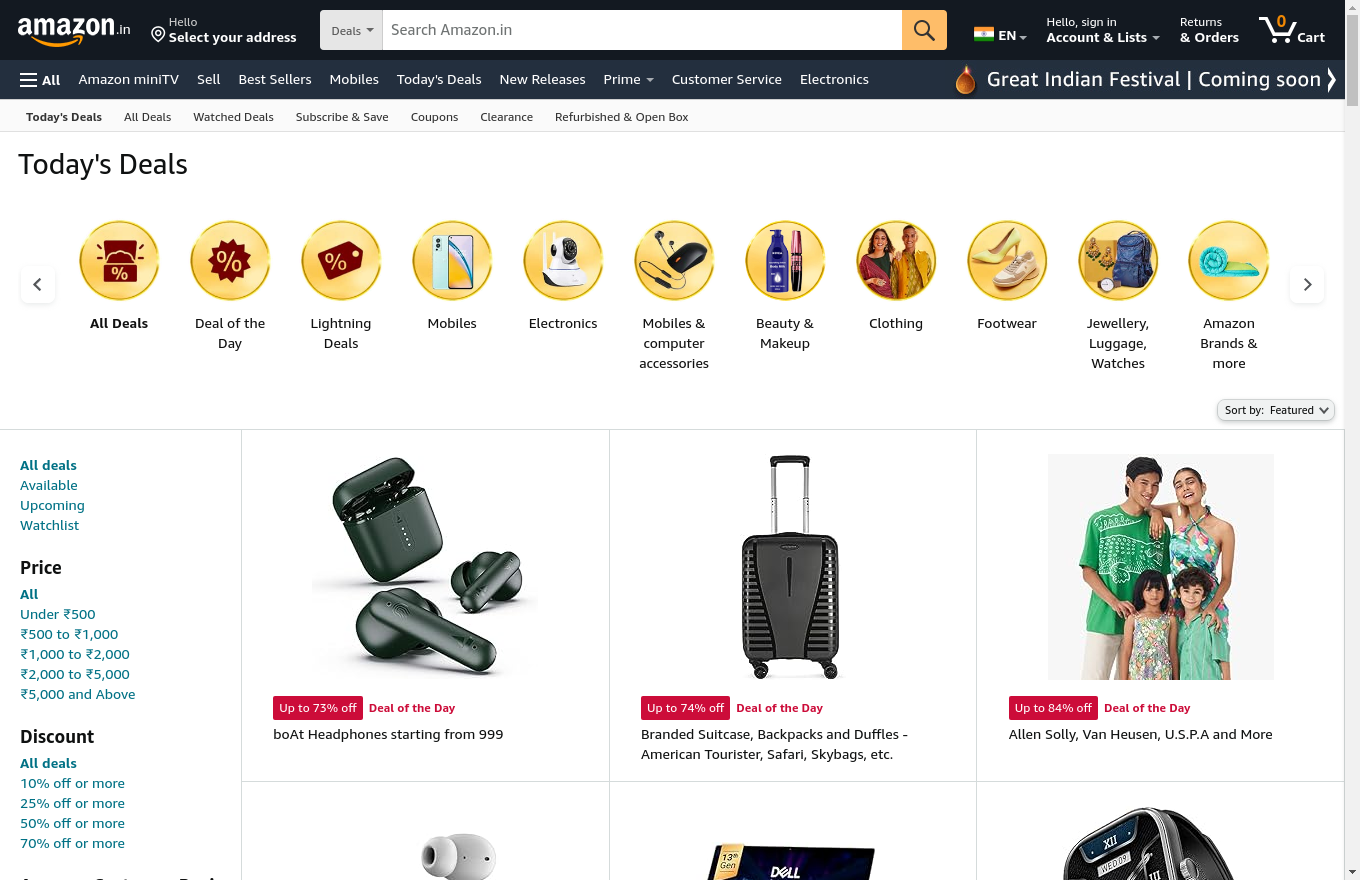 amazon.in
Hello
Select your address
Deals
Search Amazon.in
EN
Hello, sign in
Account & Lists
Returns
& Orders
0
Cart
All
Amazon miniTV
Sell
Best Sellers
Mobiles
Today's Deals
New Releases
Prime
Customer Service
Electronics
Great Indian Festival | Coming soon
Today's Deals
All Deals
Watched Deals
Subscribe & Save
Coupons
Clearance
Refurbished & Open Box
Today's Deals
%
%
%
NIVEA
All Deals
Deal of the
Day
Lightning
Deals
Mobiles
Electronics
Mobiles &
computer
accessories
Beauty &
Makeup
Clothing
Footwear
Jewellery,
Luggage,
Watches
Amazon
Brands &
more
Sort by: Featured
All deals
Available
Upcoming
Watchlist
Price
All
Under ₹500
₹500 to ₹1,000
₹1,000 to ₹2,000
₹2,000 to ₹5,000
₹5,000 and Above
Discount
All deals
10% off or more
25% off or more
50% off or more
70% off or more
Up to 73% off
Deal of the Day
boAt Headphones starting from 999
Up to 74% off
Deal of the Day
Branded Suitcase, Backpacks and Duffles -
American Tourister, Safari, Skybags, etc.
Up to 84% off
Deal of the Day
Allen Solly, Van Heusen, U.S.P.A and More
13th
Gen
DELL
XII
WED 09
III